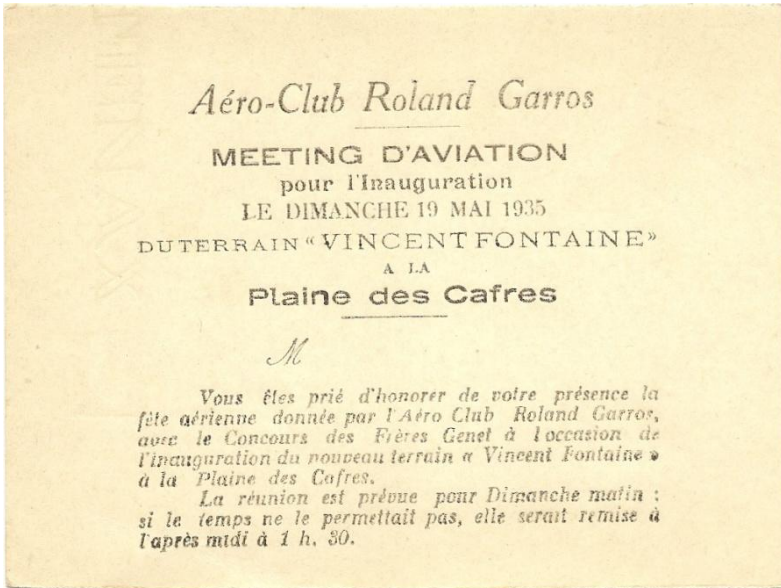 Aéro-Club Roland Garros
MEETING D'AVIATION
pour l'Inauguration
LE DIMANCHE 19 MAI 1935
DU TERRAIN « VINCENT FONTAINE »
A LA
Plaine des Cafres
M
Vous êtes prié d'honorer de votre présence la
fête aérienne donnée par l'Aéro Club Roland Garros,
avec le Concours des Frères Genet à l'occasion de
l'inauguration du nouveau terrain « Vincent Fontaine »
à la Plaine des Cafres.
La réunion est prévue pour Dimanche matin :
si le temps ne le permettait pas, elle serait remise à
l'après midi à 1 h. 30.